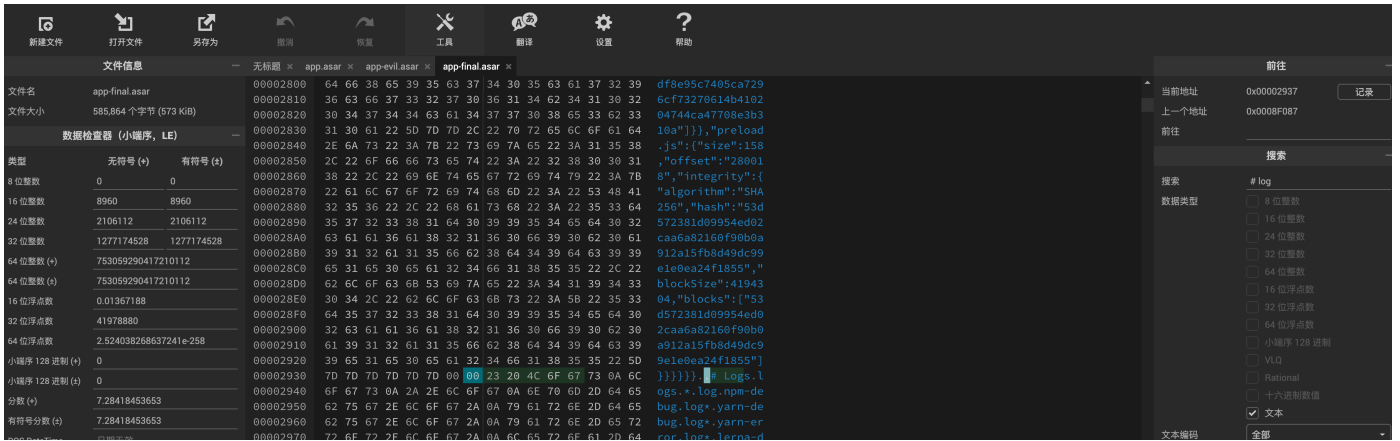 新建文件 打开文件 另存为 撤消 恢复 工具 翻译 设置 帮助
文件信息
文件名 app-final.asar
文件大小 585,864 个字节 (573 KiB)
数据检查器（小端序，LE）
类型 无符号 (+) 有符号 (±)
8 位整数 0 0
16 位整数 8960 8960
24 位整数 2106112 2106112
32 位整数 1277174528 1277174528
64 位整数 (+) 753059290417210112
64 位整数 (±) 753059290417210112
16 位浮点数 0.01367188
32 位浮点数 41978880
64 位浮点数 2.524038268637241e-258
小端序 128 进制 (+) 0
小端序 128 进制 (±) 0
分数 (+) 7.28418453653
有符号分数 (±) 7.28418453653
无标题 × app.asar × app-evil.asar × app-final.asar ×
00002800 64 66 38 65 39 35 63 37 34 30 35 63 61 37 32 39 df8e95c7405ca729
00002810 36 63 66 37 33 32 37 30 36 31 34 62 34 31 30 32 6cf73270614b4102
00002820 30 34 37 34 34 63 61 34 37 37 30 38 65 33 62 33 04744ca47708e3b3
00002830 31 30 61 22 5D 7D 7D 2C 22 70 72 65 6C 6F 61 64 10a"]}},"preload
00002840 2E 6A 73 22 3A 7B 22 73 69 7A 65 22 3A 31 35 38 .js":{"size":158
00002850 2C 22 6F 66 66 73 65 74 22 3A 22 32 38 30 30 31 ,"offset":"28001
00002860 38 22 2C 22 69 6E 74 65 67 72 69 74 79 22 3A 7B 8","integrity":{
00002870 22 61 6C 67 6F 72 69 74 68 6D 22 3A 22 53 48 41 "algorithm":"SHA
00002880 32 35 36 22 2C 22 68 61 73 68 22 3A 22 35 33 64 256","hash":"53d
00002890 35 37 32 33 38 31 64 30 39 39 35 34 65 64 30 32 572381d09954ed02
000028A0 63 61 61 36 61 38 32 31 36 30 66 39 30 62 30 61 caa6a82160f90b0a
000028B0 39 31 32 61 31 35 66 62 38 64 34 39 64 63 39 39 912a15fb8d49dc99
000028C0 65 31 65 30 65 61 32 34 66 31 38 35 35 22 2C 22 e1e0ea24f1855","
000028D0 62 6C 6F 63 6B 53 69 7A 65 22 3A 34 31 39 34 33 blockSize":41943
000028E0 30 34 2C 22 62 6C 6F 63 6B 73 22 3A 5B 22 35 33 04,"blocks":["53
000028F0 64 35 37 32 33 38 31 64 30 39 39 35 34 65 64 30 d572381d09954ed0
00002900 32 63 61 61 36 61 38 32 31 36 30 66 39 30 62 30 2caa6a82160f90b0
00002910 61 39 31 32 61 31 35 66 62 38 64 34 39 64 63 39 a912a15fb8d49dc9
00002920 39 65 31 65 30 65 61 32 34 66 31 38 35 35 22 5D 9e1e0ea24f1855"]
00002930 7D 7D 7D 7D 7D 7D 00 00 23 20 4C 6F 67 73 0A 6C }}}}}}..# Logs.l
00002940 6F 67 73 0A 2A 2E 6C 6F 67 0A 6E 70 6D 2D 64 65 ogs.*.log.npm-de
00002950 62 75 67 2E 6C 6F 67 2A 0A 79 61 72 6E 2D 64 65 bug.log*.yarn-de
00002960 62 75 67 2E 6C 6F 67 2A 0A 79 61 72 6E 2D 65 72 bug.log*.yarn-er
00002970 72 6F 72 2E 6C 6F 67 2A 0A 6C 65 72 6E 61 2D 64 ror.log*.lerna-d
前往
当前地址 0x00002937 记录
上一个地址 0x0008F087
前往
搜索
搜索 # log
数据类型 8 位整数
16 位整数
24 位整数
32 位整数
64 位整数
16 位浮点数
32 位浮点数
64 位浮点数
小端序 128 进制
VLQ
Rational
十六进制数值
文本
文本编码 全部